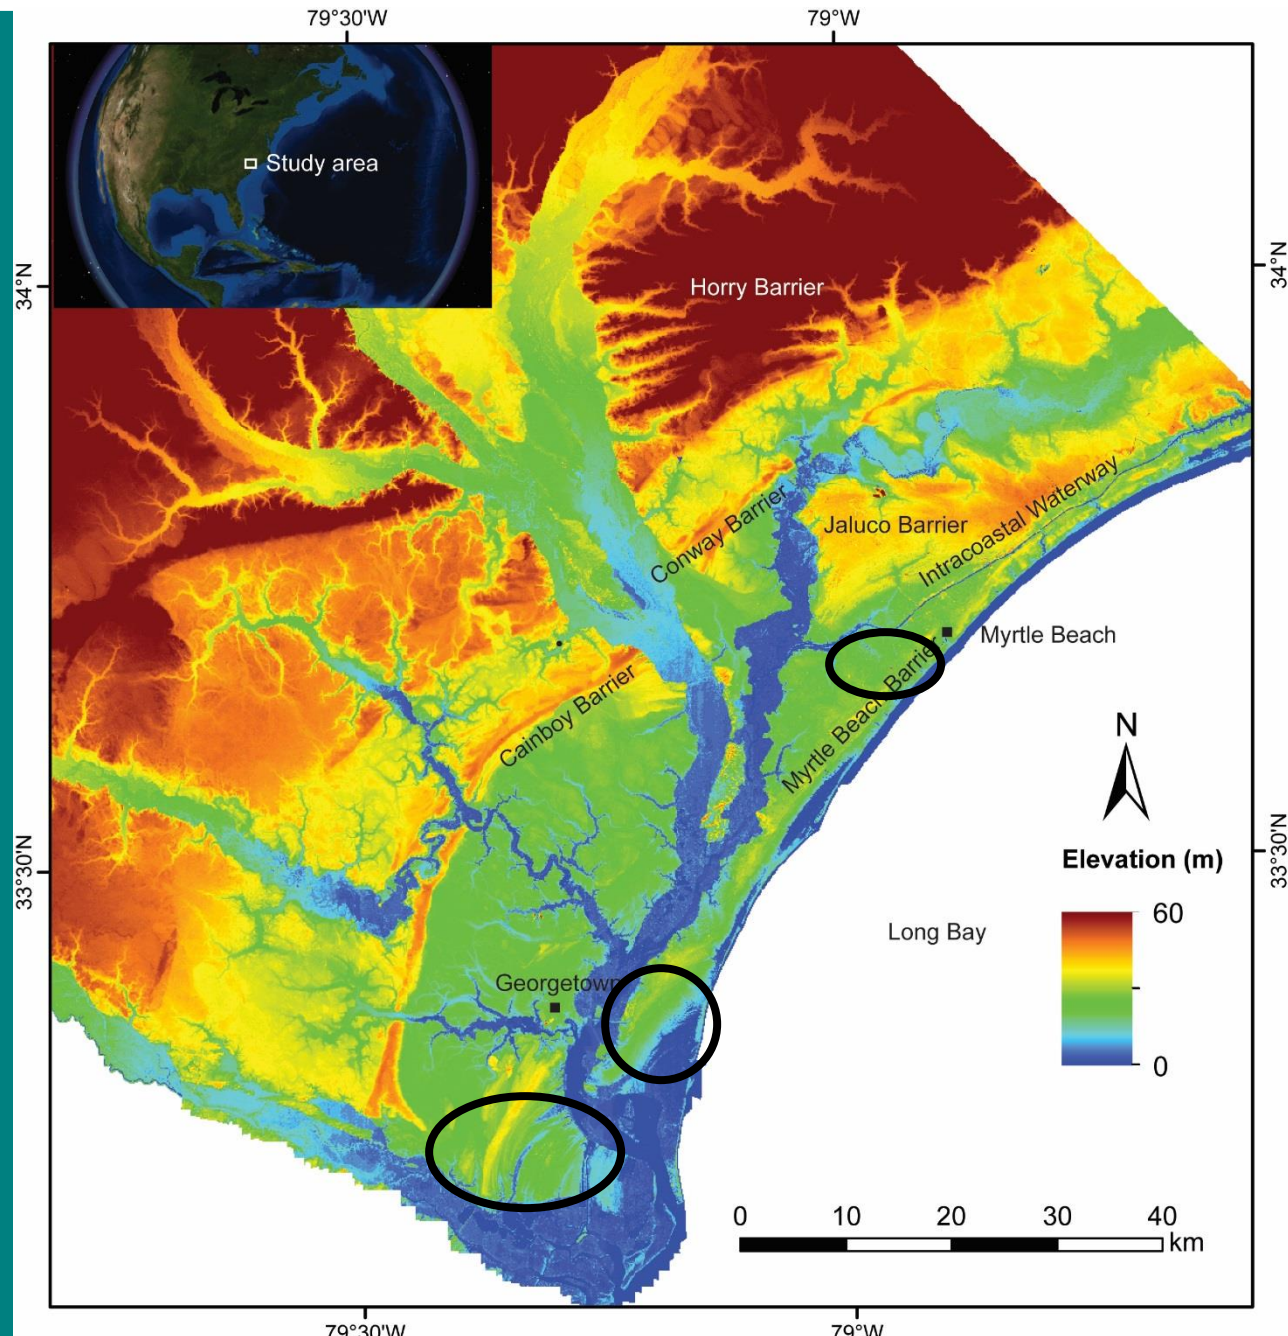 79°30'W
79°W
Study area
34°N
34°N
Horry Barrier
Conway Barrier
Jaluco Barrier
Intracoastal Waterway
Myrtle Beach
Cainboy Barrier
Myrtle Beach Barrier
N
33°30'N
33°30'N
Elevation (m)
60
0
Long Bay
Georgetown
0 10 20 30 40
km
79°30'W
79°W